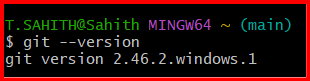 T.SAHITH@Sahith MINGW64 ~ (main)
$ git --version
git version 2.46.2.windows.1